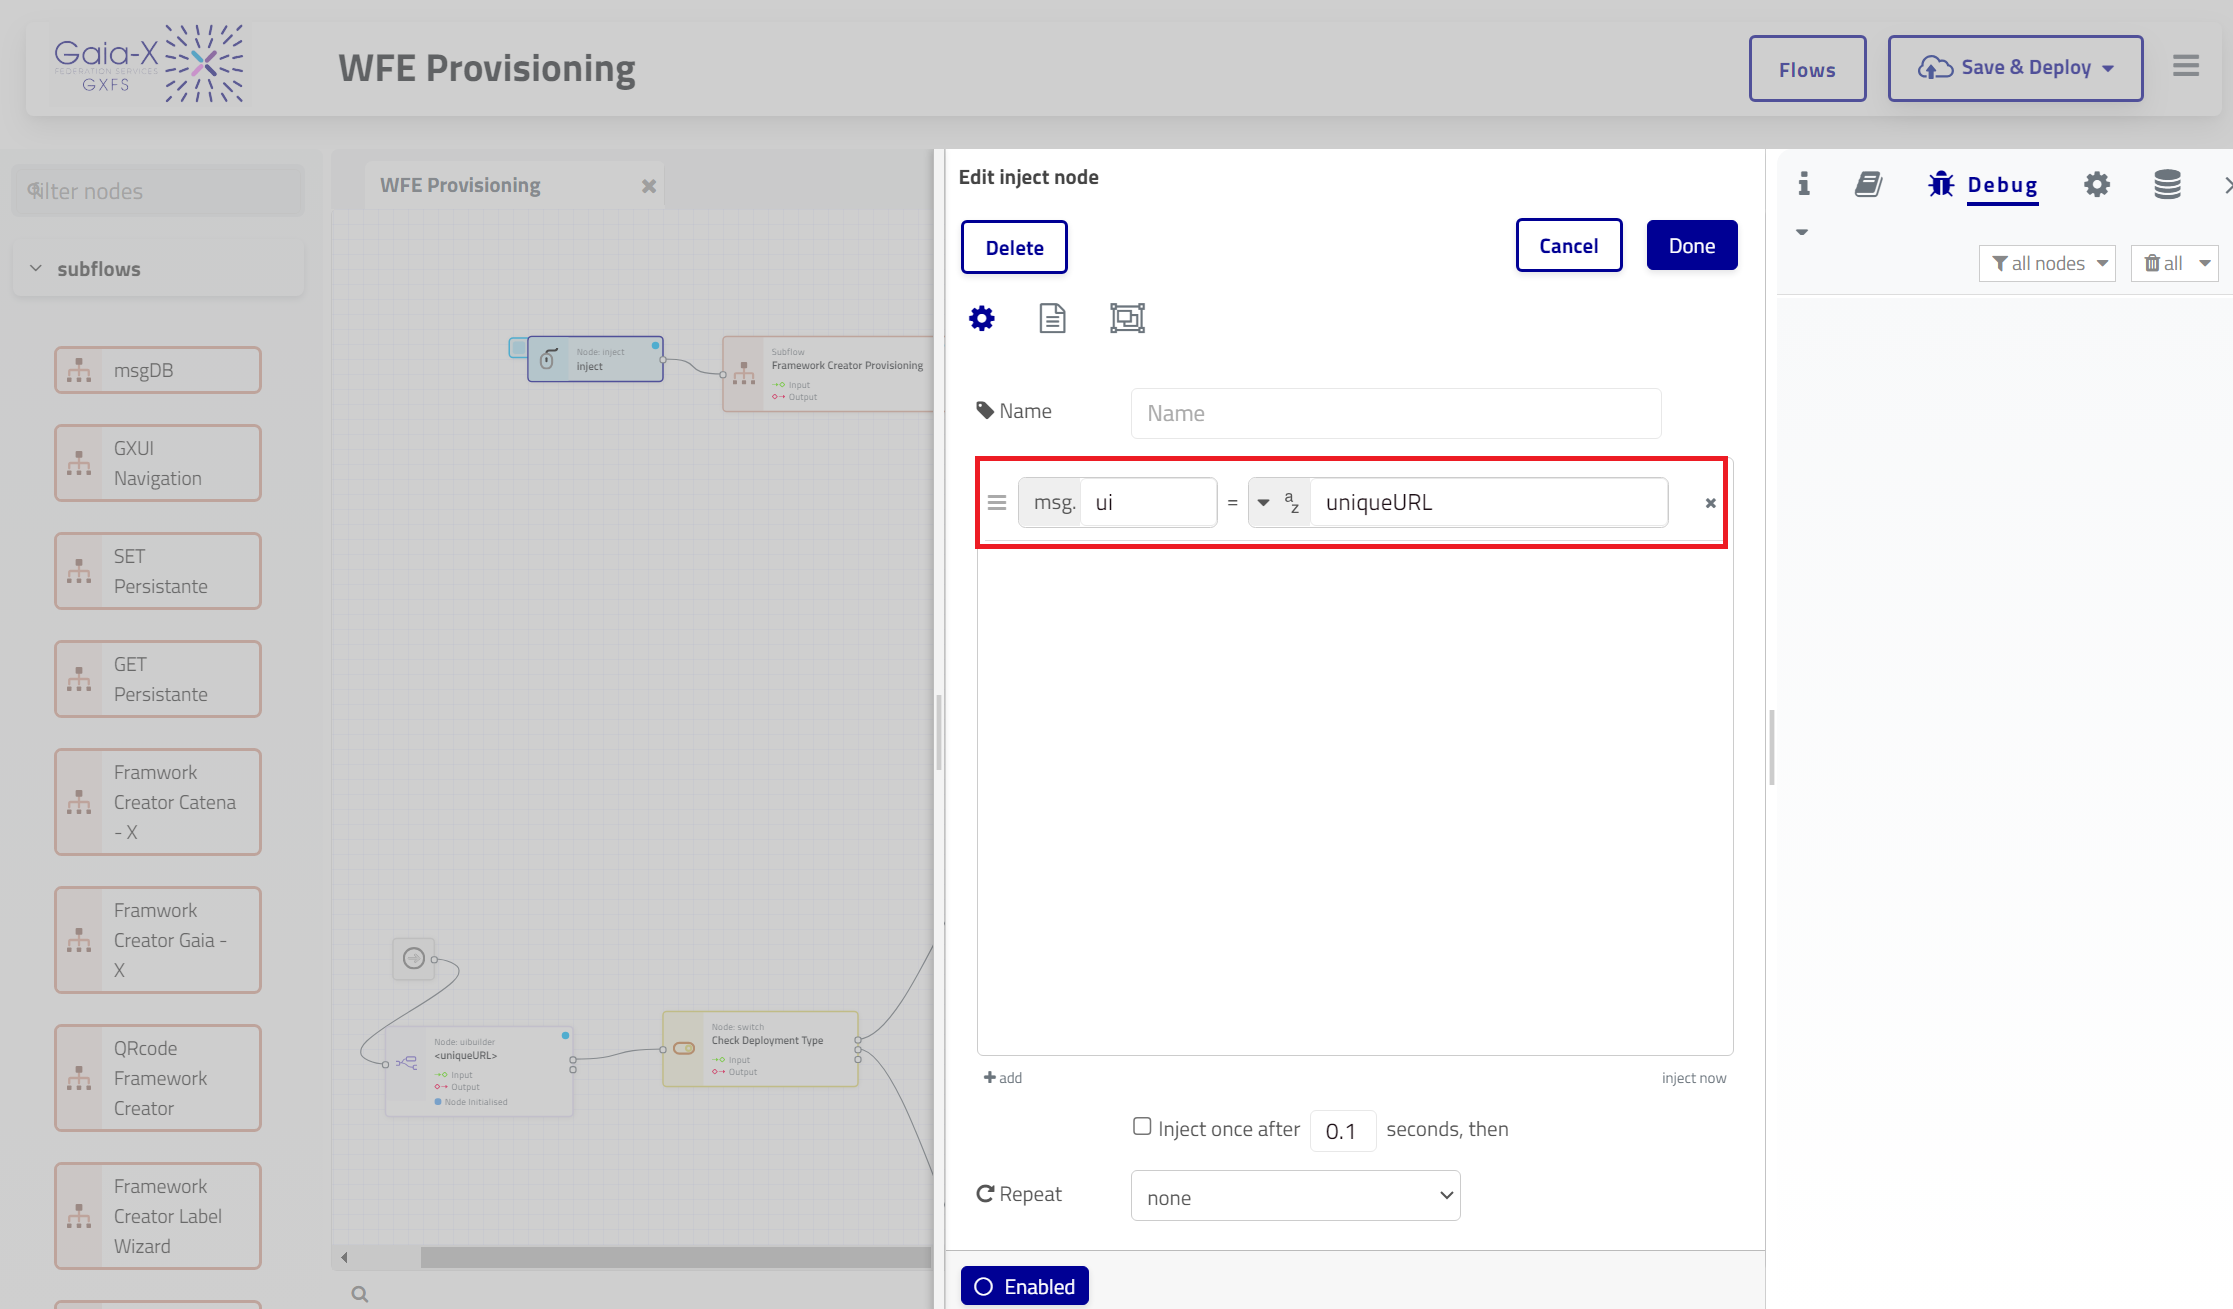 Gaia-X
FEDERATION SERVICES
GXFS
WFE Provisioning
Flows
Save & Deploy
filter nodes
subflows
msgDB
GXUI
Navigation
SET
Persistante
GET
Persistante
Framwork
Creator Catena
- X
Framwork
Creator Gaia -
X
QRcode
Framework
Creator
Framework
Creator Label
Wizard
WFE Provisioning
Node: inject
inject
Subflow
Framework Creator Provisioning
Input
Output
Node: uibuilder
<uniqueURL>
Input
Output
Node Initialised
Node: switch
Check Deployment Type
Input
Output
Edit inject node
Delete
Cancel
Done
Name
Name
msg. ui = a z uniqueURL
add
inject now
Inject once after 0.1 seconds, then
Repeat
none
Enabled
Debug
all nodes
all